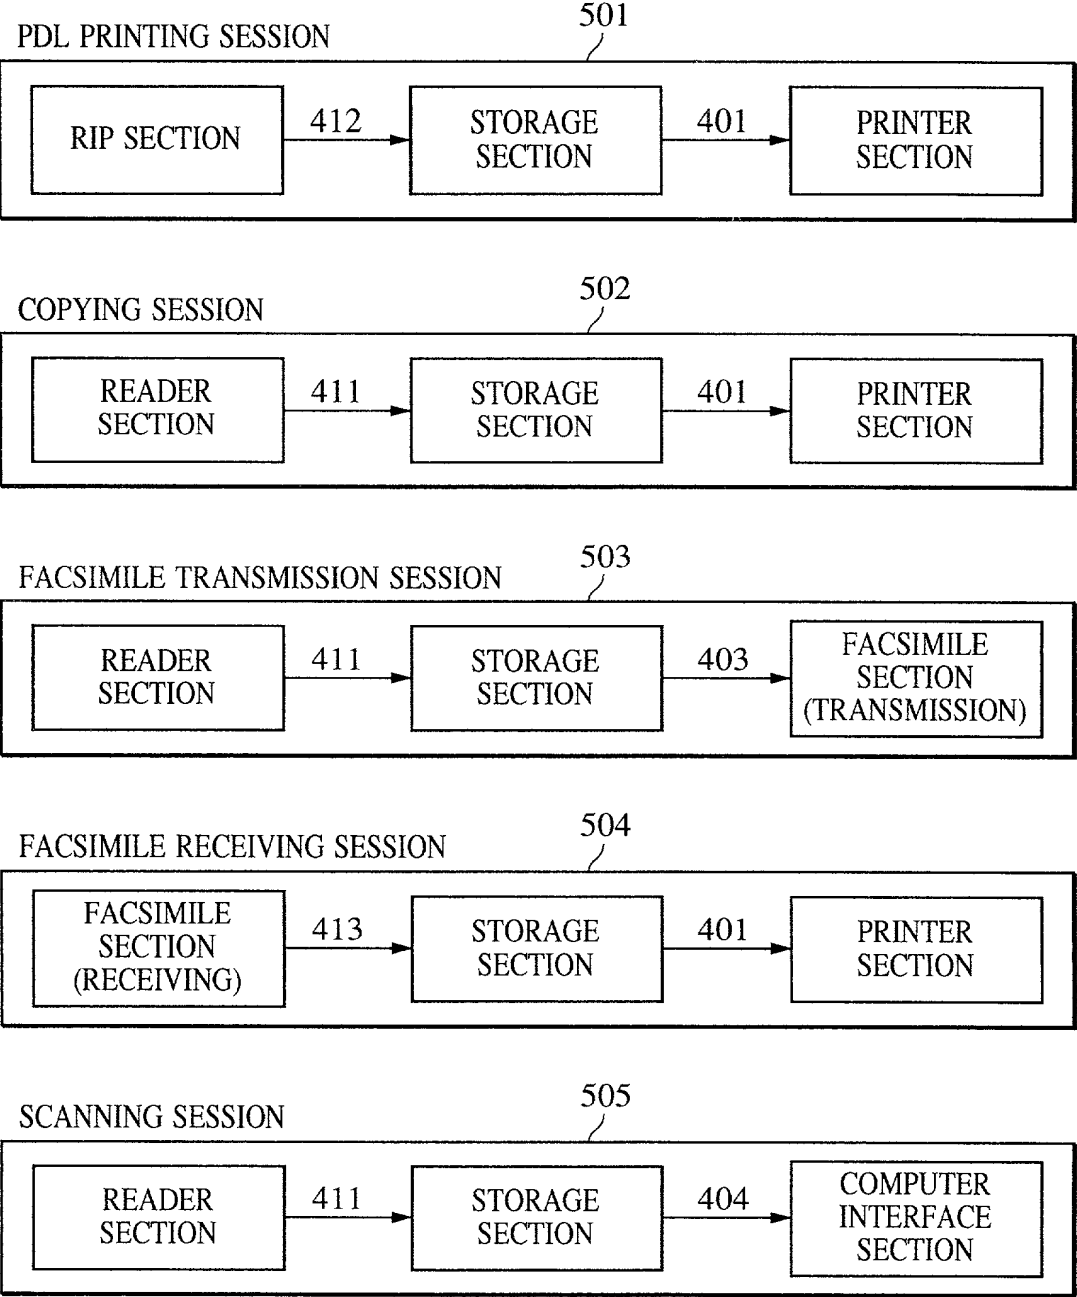 501
PDL PRINTING SESSION
RIP SECTION
412
STORAGE
SECTION
401
PRINTER
SECTION
502
COPYING SESSION
READER
SECTION
411
STORAGE
SECTION
401
PRINTER
SECTION
503
FACSIMILE TRANSMISSION SESSION
READER
SECTION
411
STORAGE
SECTION
403
FACSIMILE
SECTION
(TRANSMISSION)
504
FACSIMILE RECEIVING SESSION
FACSIMILE
SECTION
(RECEIVING)
413
STORAGE
SECTION
401
PRINTER
SECTION
505
SCANNING SESSION
READER
SECTION
411
STORAGE
SECTION
404
COMPUTER
INTERFACE
SECTION